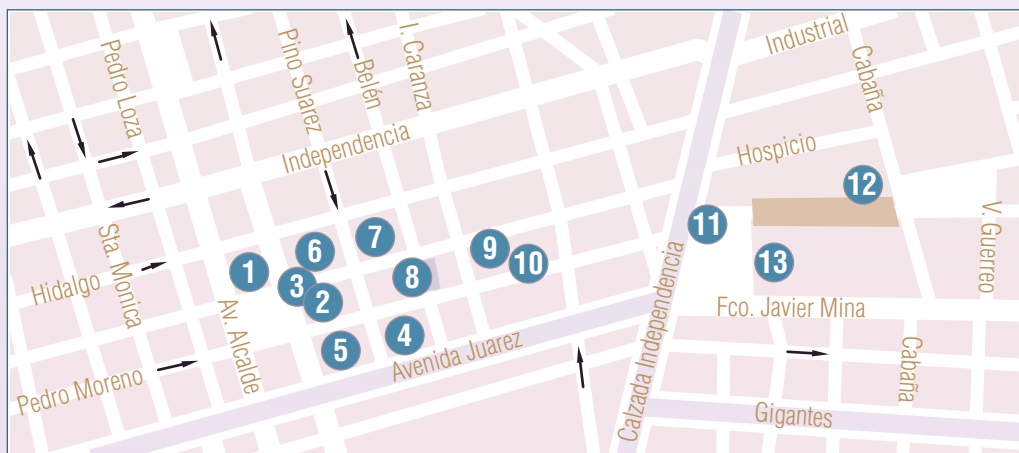 Pedro Loza
Pino Suarez
Belén
I. Caranza
Industrial
Cabaña
Independencia
Hospicio
12
V. Guerreo
11
7
6
9
10
13
Sta. Monica
Hidalgo
1
3
2
8
Calzada Independencia
Fco. Javier Mina
Av. Alcalde
5
4
Avenida Juarez
Cabaña
Pedro Moreno
Gigantes